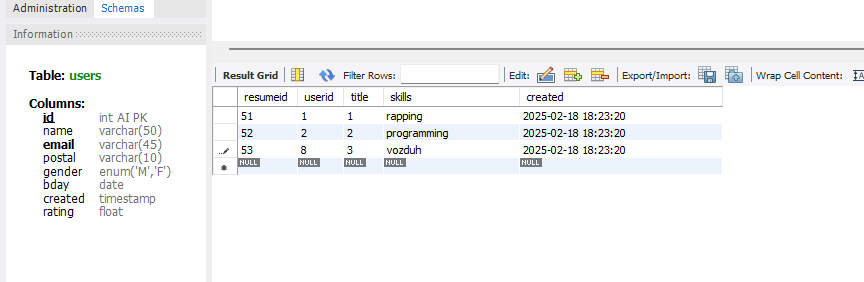 Administration Schemas
Information
Table: users
Columns:
id int AI PK
name varchar(50)
email varchar(45)
postal varchar(10)
gender enum('M','F')
bday date
created timestamp
rating float
Result Grid Filter Rows: Edit: Export/Import: Wrap Cell Content:
resumeid userid title skills created
51 1 1 rapping 2025-02-18 18:23:20
52 2 2 programming 2025-02-18 18:23:20
53 8 3 vozduh 2025-02-18 18:23:20
NULL NULL NULL NULL NULL